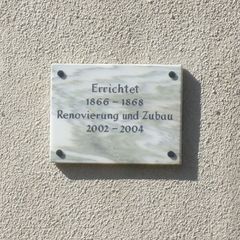 Errichtet
1866 - 1868
Renovierung und Zubau
2002 - 2004